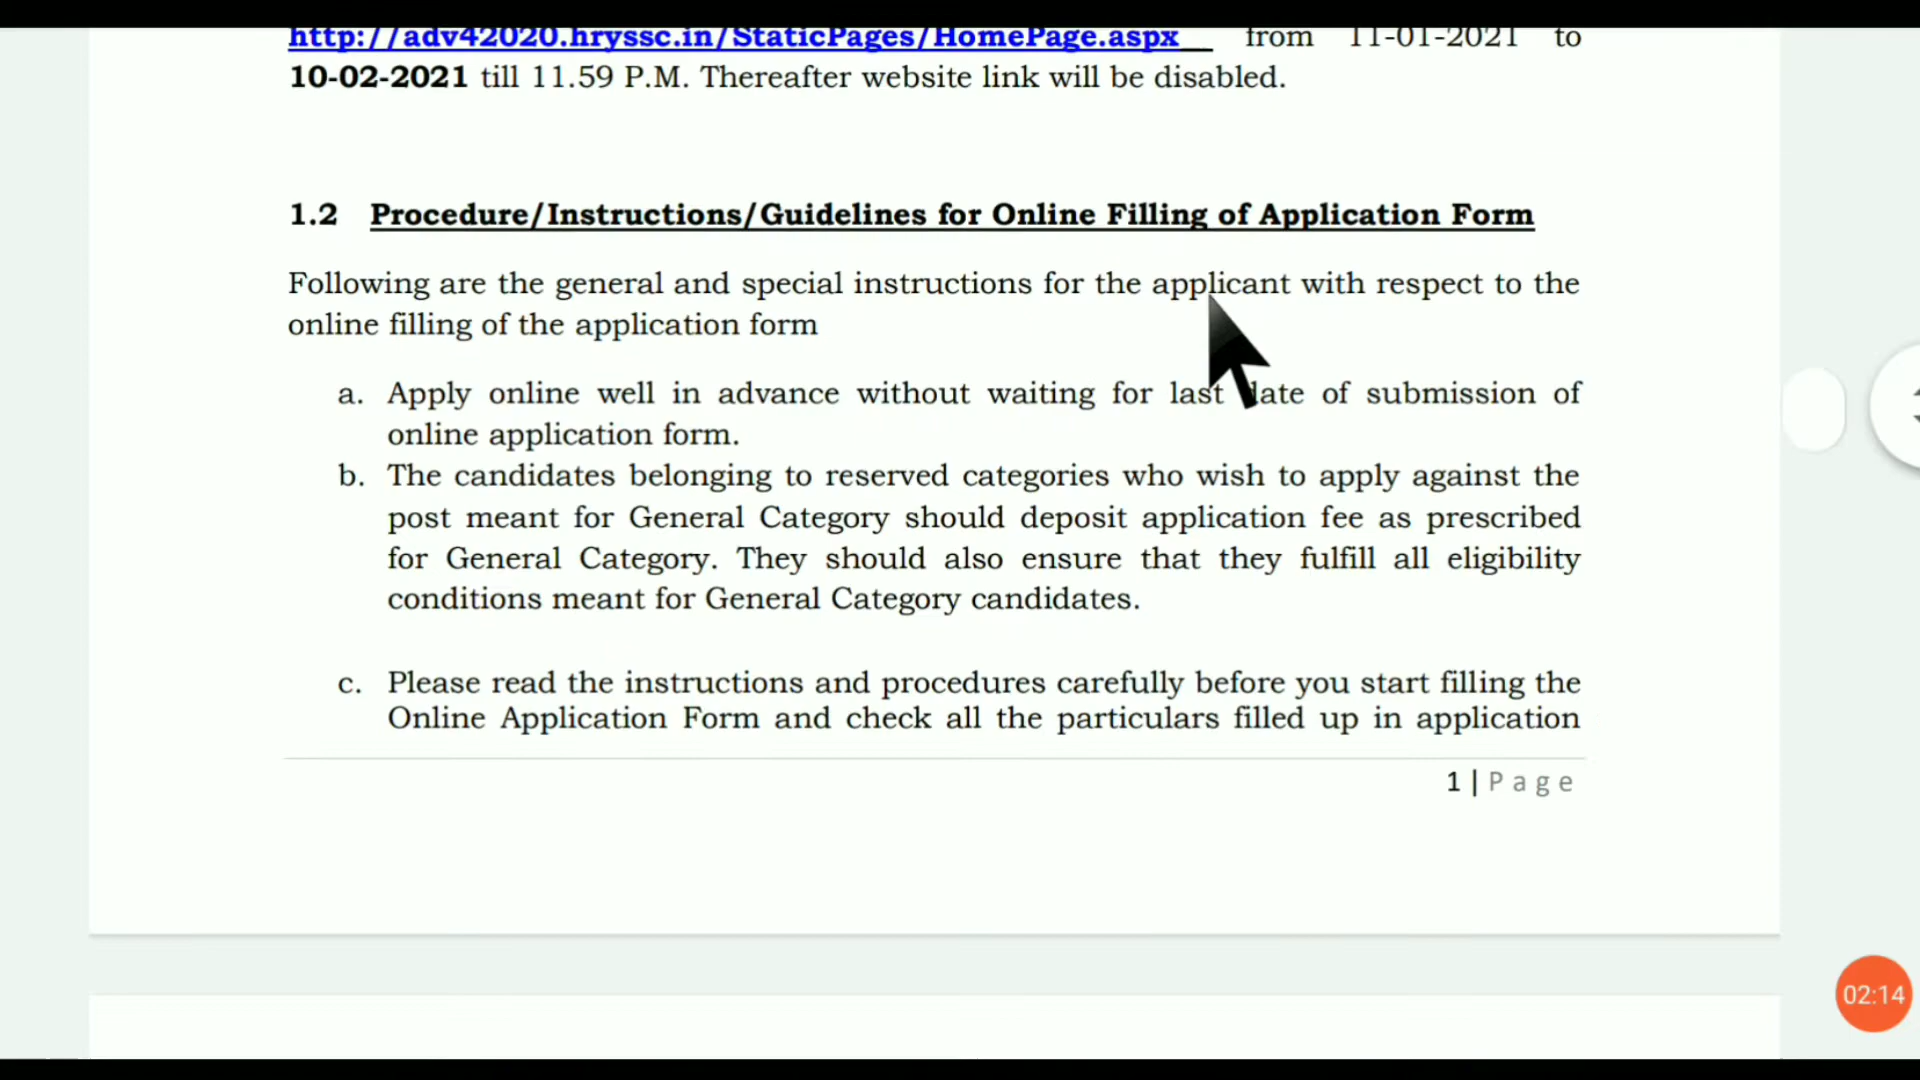 http://adv42020.hryssc.in/StaticPages/HomePage.aspx from 11-01-2021 to
10-02-2021 till 11.59 P.M. Thereafter website link will be disabled.
1.2 Procedure/Instructions/Guidelines for Online Filling of Application Form
Following are the general and special instructions for the applicant with respect to the
online filling of the application form
a. Apply online well in advance without waiting for last date of submission of
online application form.
b. The candidates belonging to reserved categories who wish to apply against the
post meant for General Category should deposit application fee as prescribed
for General Category. They should also ensure that they fulfill all eligibility
conditions meant for General Category candidates.
c. Please read the instructions and procedures carefully before you start filling the
Online Application Form and check all the particulars filled up in application
1 | Page
02:14